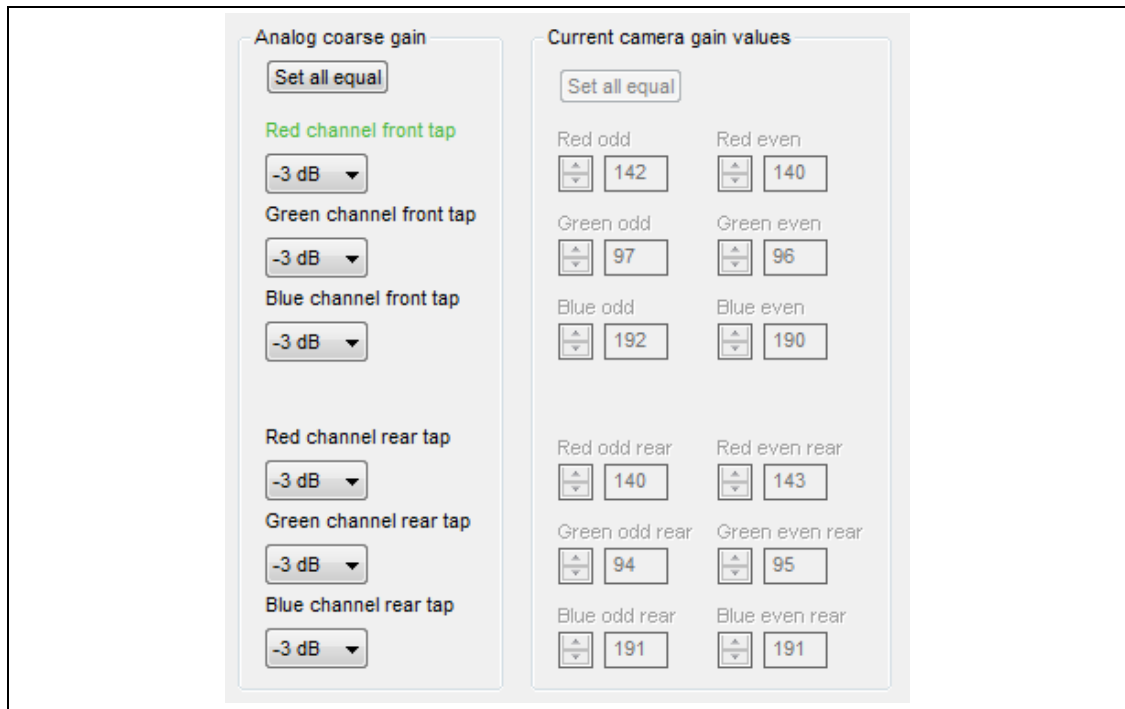 Analog coarse gain
Set all equal
Red channel front tap
-3 dB
Green channel front tap
-3 dB
Blue channel front tap
-3 dB
Red channel rear tap
-3 dB
Green channel rear tap
-3 dB
Blue channel rear tap
-3 dB
Current camera gain values
Set all equal
Red odd Red even
142 140
Green odd Green even
97 96
Blue odd Blue even
192 190
Red odd rear Red even rear
140 143
Green odd rear Green even rear
94 95
Blue odd rear Blue even rear
191 191